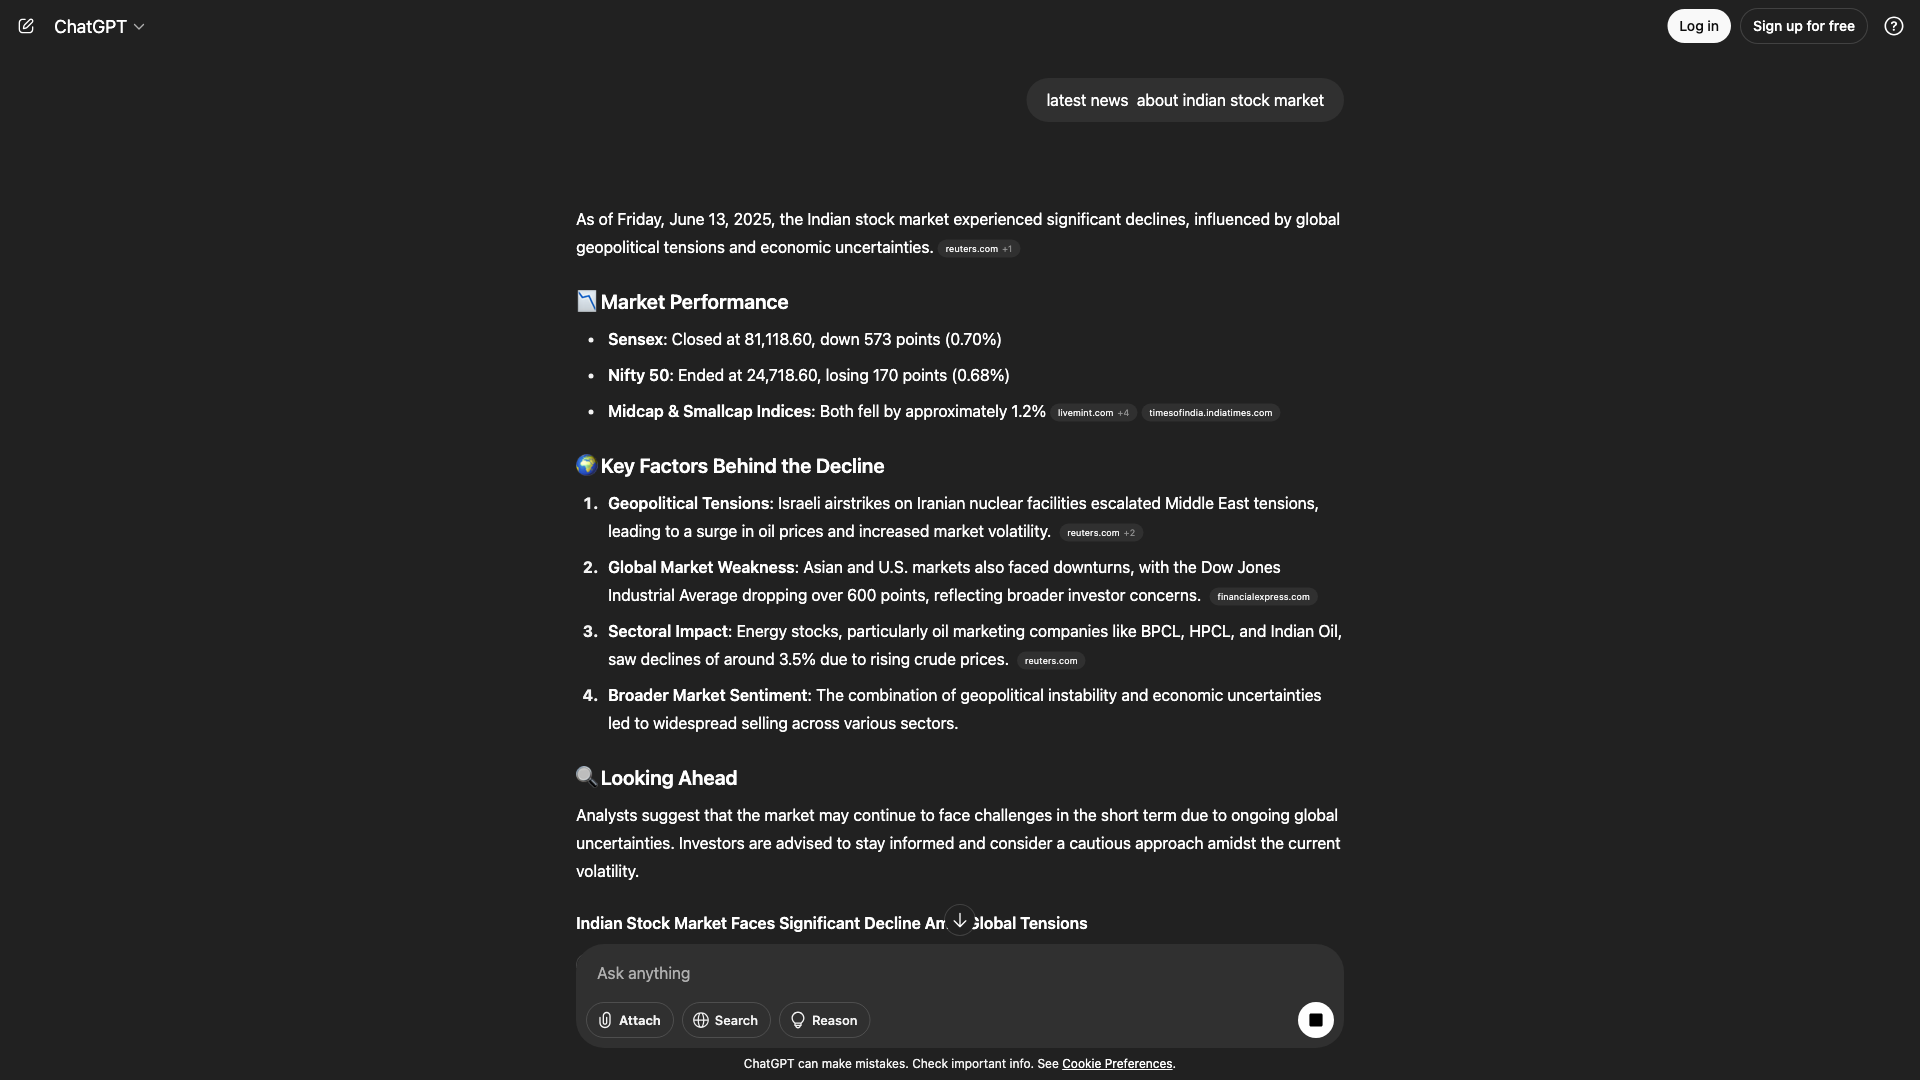 ChatGPT
Log in
Sign up for free
latest news  about indian stock market
As of Friday, June 13, 2025, the Indian stock market experienced significant declines, influenced by global
geopolitical tensions and economic uncertainties. reuters.com +1
📉 Market Performance
• Sensex: Closed at 81,118.60, down 573 points (0.70%)
• Nifty 50: Ended at 24,718.60, losing 170 points (0.68%)
• Midcap & Smallcap Indices: Both fell by approximately 1.2% livemint.com +4 timesofindia.indiatimes.com
🌍 Key Factors Behind the Decline
1. Geopolitical Tensions: Israeli airstrikes on Iranian nuclear facilities escalated Middle East tensions,
leading to a surge in oil prices and increased market volatility. reuters.com +2
2. Global Market Weakness: Asian and U.S. markets also faced downturns, with the Dow Jones
Industrial Average dropping over 600 points, reflecting broader investor concerns. financialexpress.com
3. Sectoral Impact: Energy stocks, particularly oil marketing companies like BPCL, HPCL, and Indian Oil,
saw declines of around 3.5% due to rising crude prices. reuters.com
4. Broader Market Sentiment: The combination of geopolitical instability and economic uncertainties
led to widespread selling across various sectors.
🔍 Looking Ahead
Analysts suggest that the market may continue to face challenges in the short term due to ongoing global
uncertainties. Investors are advised to stay informed and consider a cautious approach amidst the current
volatility.
Indian Stock Market Faces Significant Decline Global Tensions
Ask anything
Attach
Search
Reason
ChatGPT can make mistakes. Check important info. See Cookie Preferences.